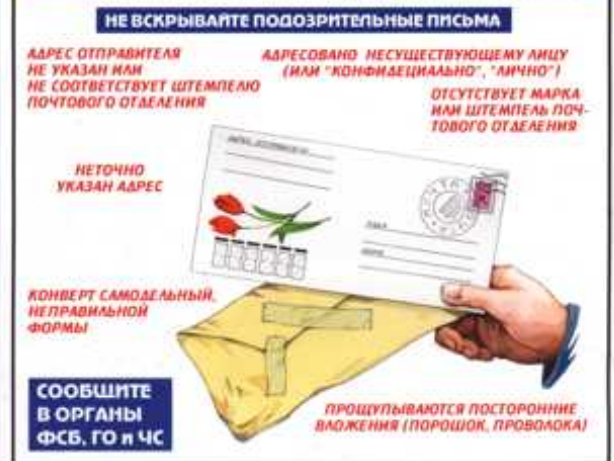 НЕ ВСКРЫВАЙТЕ ПОДОЗРИТЕЛЬНЫЕ ПИСЬМА
АДРЕС ОТПРАВИТЕЛЯ
НЕ УКАЗАН ИЛИ
НЕ СООТВЕТСТВУЕТ ШТЕМПЕЛЮ
ПОЧТОВОГО ОТДЕЛЕНИЯ
АДРЕСОВАНО НЕСУЩЕСТВУЮЩЕМУ ЛИЦУ
(ИЛИ "КОНФИДЕЦИАЛЬНО", "ЛИЧНО")
ОТСУТСТВУЕТ МАРКА
ИЛИ ШТЕМПЕЛЬ ПОЧ-
ТОВОГО ОТДЕЛЕНИЯ
НЕТОЧНО
УКАЗАН АДРЕС
КОНВЕРТ САМОДЕЛЬНЫЙ,
НЕПРАВИЛЬНОЙ
ФОРМЫ
СООБЩИТЕ
В ОРГАНЫ
ФСБ, ГО и ЧС
ПРОЩУПЫВАЮТСЯ ПОСТОРОННИЕ
ВЛОЖЕНИЯ (ПОРОШОК, ПРОВОЛОКА)